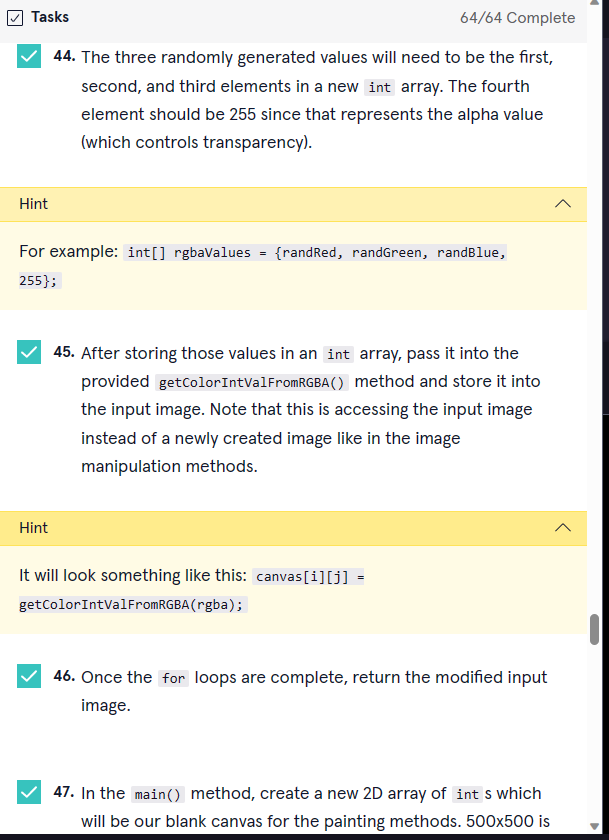 Tasks
64/64 Complete
44. The three randomly generated values will need to be the first,
second, and third elements in a new int array. The fourth
element should be 255 since that represents the alpha value
(which controls transparency).
Hint
For example: int[] rgbaValues = {randRed, randGreen, randBlue,
255};
45. After storing those values in an int array, pass it into the
provided getColorIntValFromRGBA() method and store it into
the input image. Note that this is accessing the input image
instead of a newly created image like in the image
manipulation methods.
Hint
It will look something like this: canvas[i][j] =
getColorIntValFromRGBA(rgba);
46. Once the for loops are complete, return the modified input
image.
47. In the main() method, create a new 2D array of int s which
will be our blank canvas for the painting methods. 500x500 is